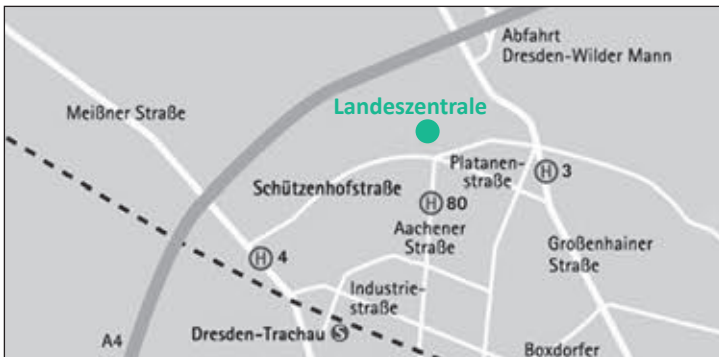 Abfahrt
Dresden-Wilder Mann
Meißner Straße
Landeszentrale
Platanen-
straße
H 3
Schützenhofstraße
H 80
Aachener
Straße
Großenhainer
Straße
H 4
Industrie-
straße
A4
Dresden-Trachau S
Boxdorfer